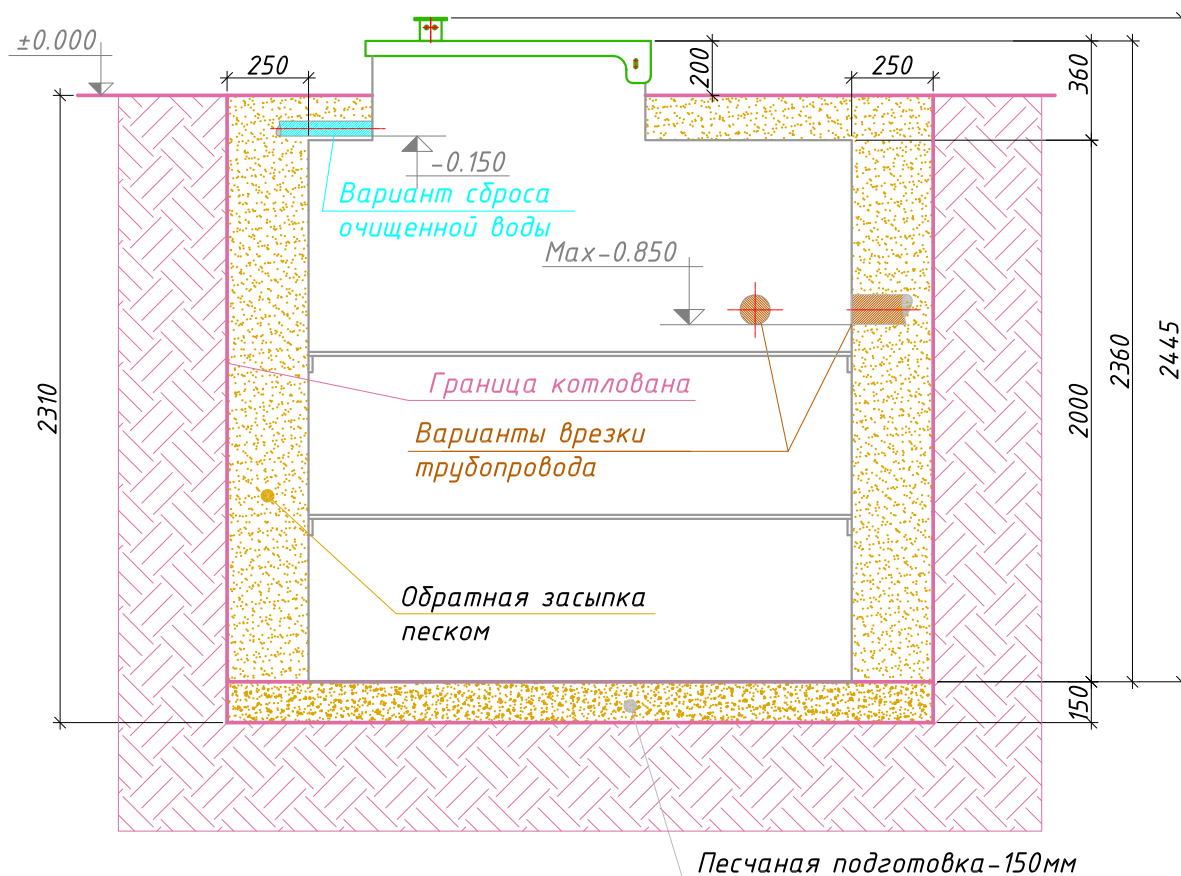 ±0.000
250
200
250
360
-0.150
Вариант сброса
очищенной воды
Max-0.850
2310
Граница котлована
Варианты врезки
трубопровода
2000
2360
2445
Обратная засыпка
песком
150
Песчаная подготовка-150мм